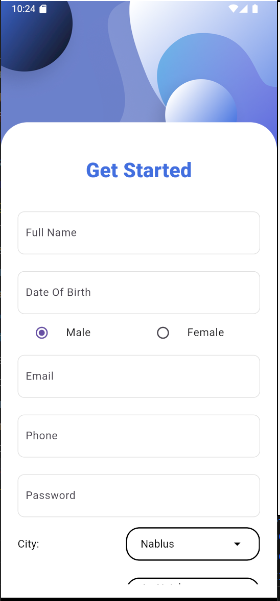 10:24
Get Started
Full Name
Date Of Birth
Male Female
Email
Phone
Password
City: Nablus